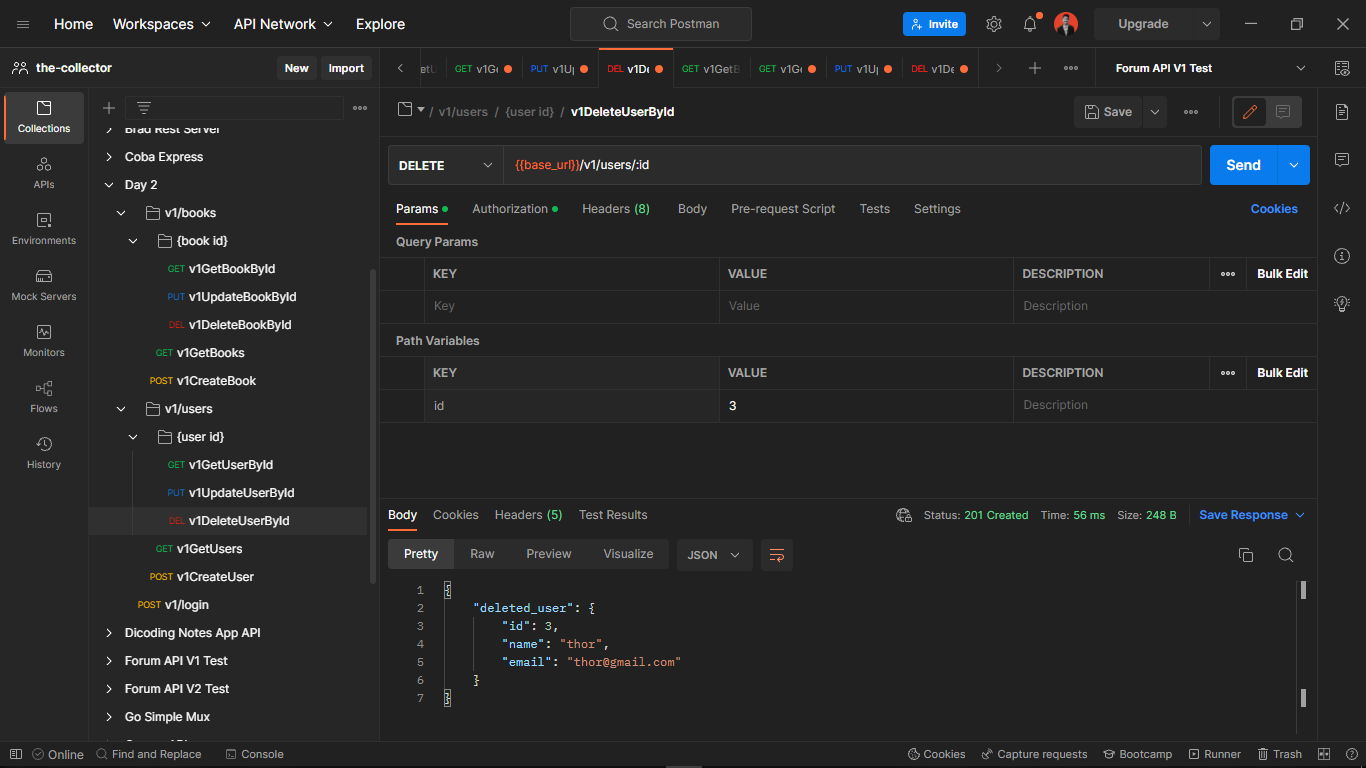 Home Workspaces API Network Explore Search Postman Invite Upgrade
the-collector New Import
GET v1Ge PUT v1U DEL v1De GET v1GetB GET v1Ge PUT v1U DEL v1De Forum API V1 Test
Collections
APIs
Environments
Mock Servers
Monitors
Flows
History
Brad Rest Server
Coba Express
Day 2
v1/books
{book id}
GET v1GetBookById
PUT v1UpdateBookById
DEL v1DeleteBookById
GET v1GetBooks
POST v1CreateBook
v1/users
{user id}
GET v1GetUserById
PUT v1UpdateUserById
DEL v1DeleteUserById
GET v1GetUsers
POST v1CreateUser
POST v1/login
Dicoding Notes App API
Forum API V1 Test
Forum API V2 Test
Go Simple Mux
/ v1/users / {user id} / v1DeleteUserById Save
DELETE {{base_url}}/v1/users/:id Send
Params Authorization Headers (8) Body Pre-request Script Tests Settings Cookies
Query Params
KEY VALUE DESCRIPTION Bulk Edit
Key Value Description
Path Variables
KEY VALUE DESCRIPTION Bulk Edit
id 3 Description
Body Cookies Headers (5) Test Results Status: 201 Created Time: 56 ms Size: 248 B Save Response
Pretty Raw Preview Visualize JSON
1 {
2 "deleted_user": {
3 "id": 3,
4 "name": "thor",
5 "email": "thor@gmail.com"
6 }
7 }
Online Find and Replace Console Cookies Capture requests Bootcamp Runner Trash